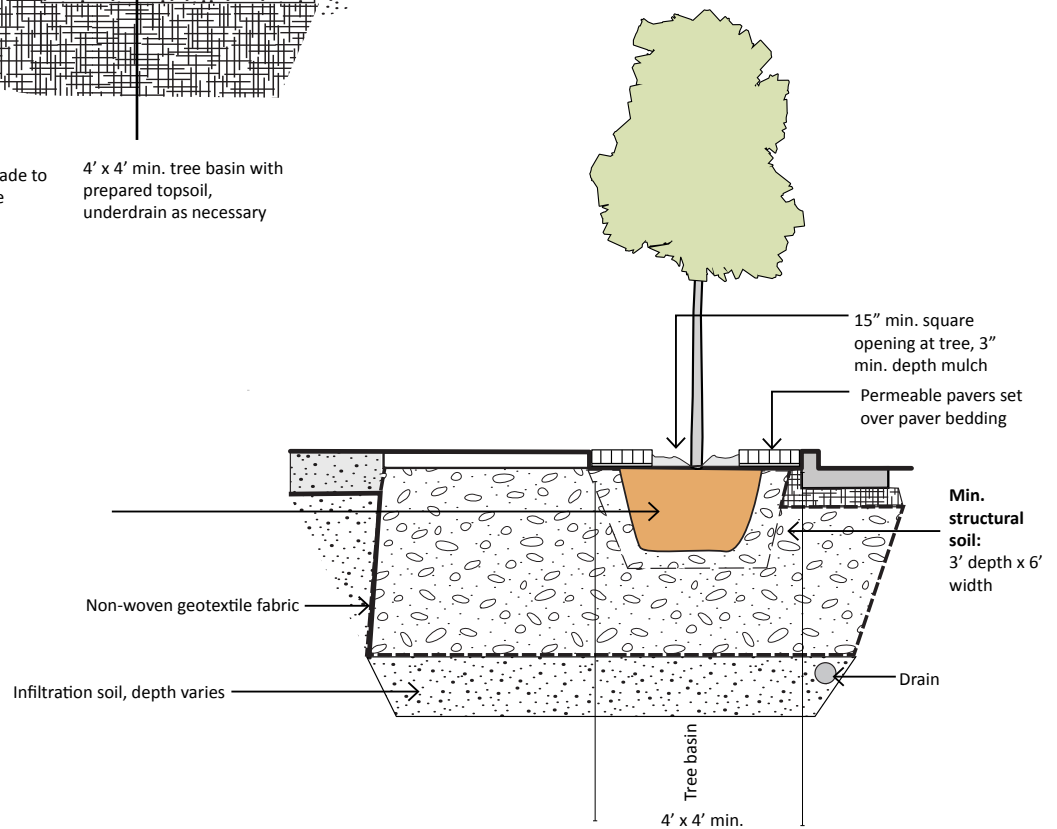 ade to
e
4’ x 4’ min. tree basin with
prepared topsoil,
underdrain as necessary
15” min. square
opening at tree, 3”
min. depth mulch
Permeable pavers set
over paver bedding
Min.
structural
soil:
3’ depth x 6’
width
Non-woven geotextile fabric
Infiltration soil, depth varies
Drain
Tree basin
4’ x 4’ min.